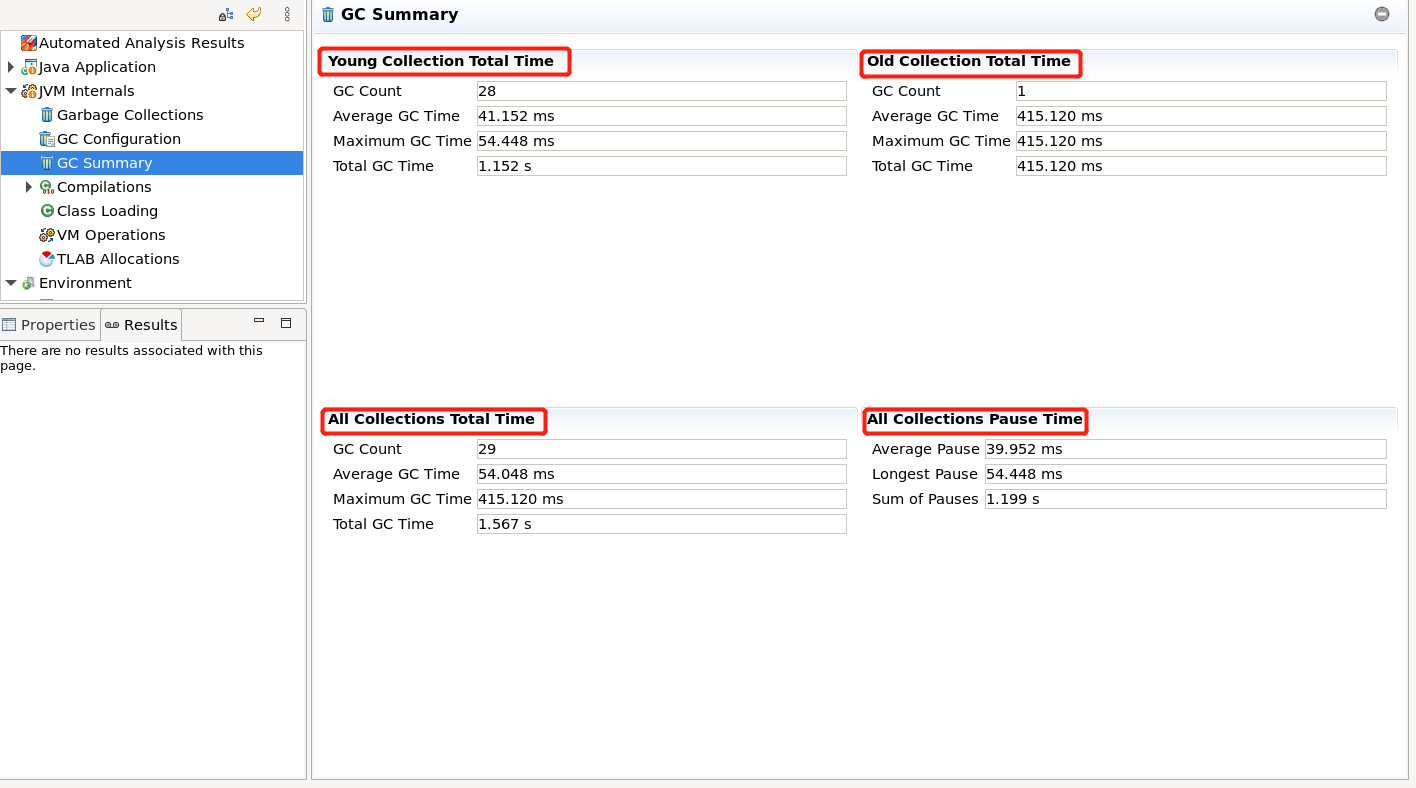 GC Summary
Automated Analysis Results
Java Application
JVM Internals
Garbage Collections
GC Configuration
GC Summary
Compilations
Class Loading
VM Operations
TLAB Allocations
Environment
Properties
Results
There are no results associated with this
page.
Young Collection Total Time
GC Count 28
Average GC Time 41.152 ms
Maximum GC Time 54.448 ms
Total GC Time 1.152 s
Old Collection Total Time
GC Count 1
Average GC Time 415.120 ms
Maximum GC Time 415.120 ms
Total GC Time 415.120 ms
All Collections Total Time
GC Count 29
Average GC Time 54.048 ms
Maximum GC Time 415.120 ms
Total GC Time 1.567 s
All Collections Pause Time
Average Pause 39.952 ms
Longest Pause 54.448 ms
Sum of Pauses 1.199 s